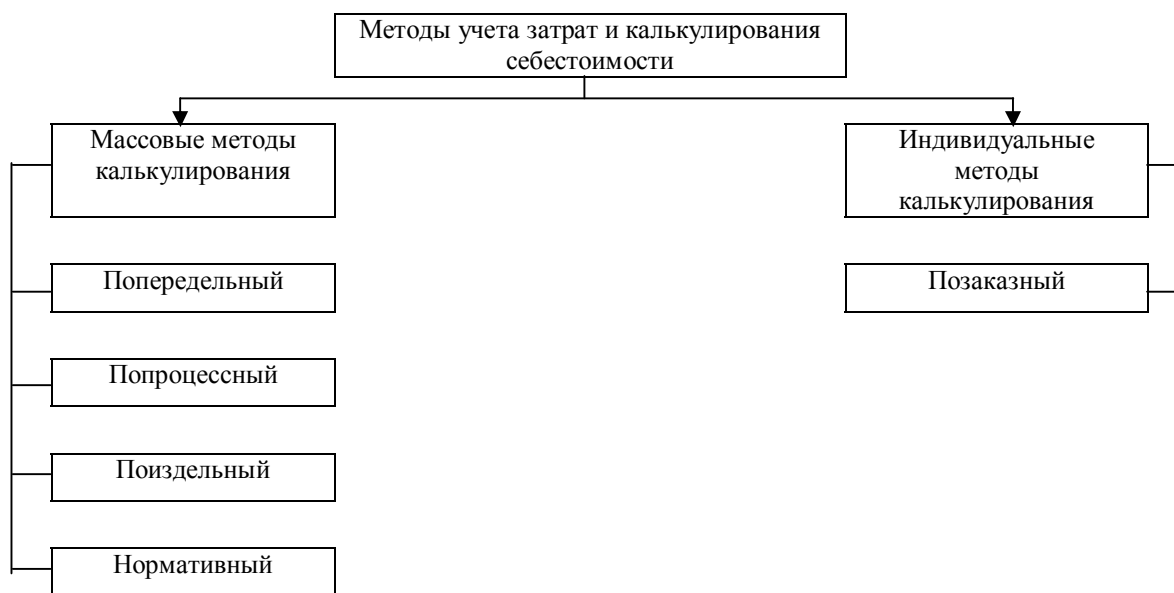 Методы учета затрат и калькулирования
себестоимости
Массовые методы
калькулирования
Индивидуальные
методы
калькулирования
Попередельный
Позаказный
Попроцессный
Поиздельный
Нормативный